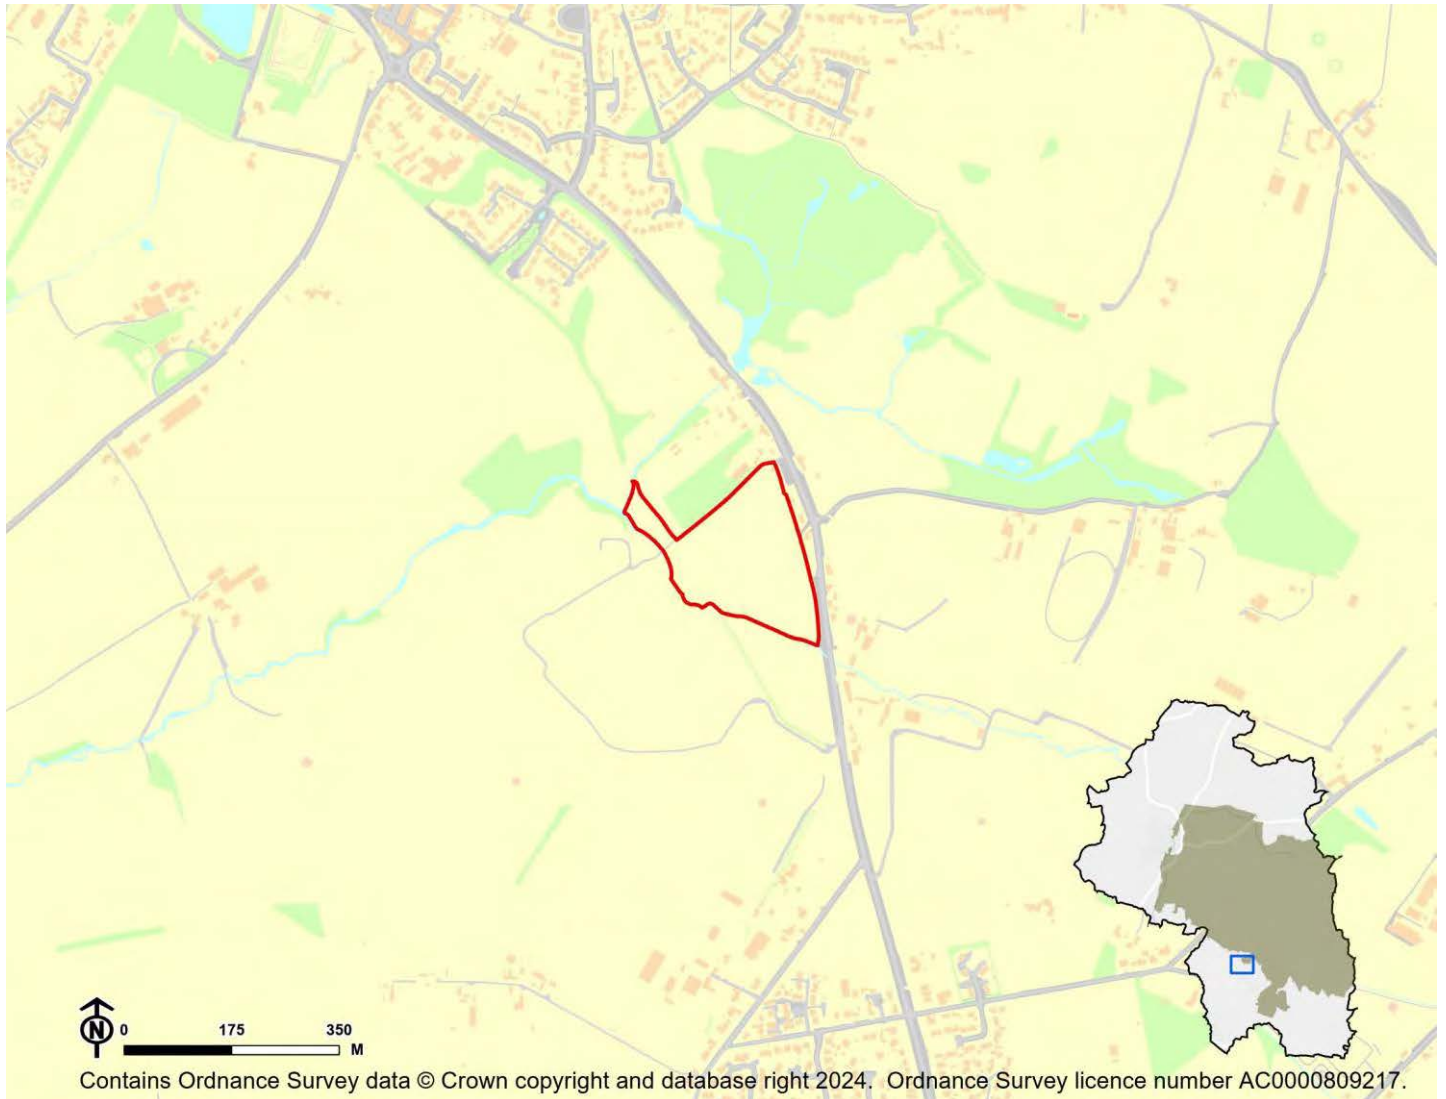 N
0 175 350
M
Contains Ordnance Survey data © Crown copyright and database right 2024. Ordnance Survey licence number AC0000809217.